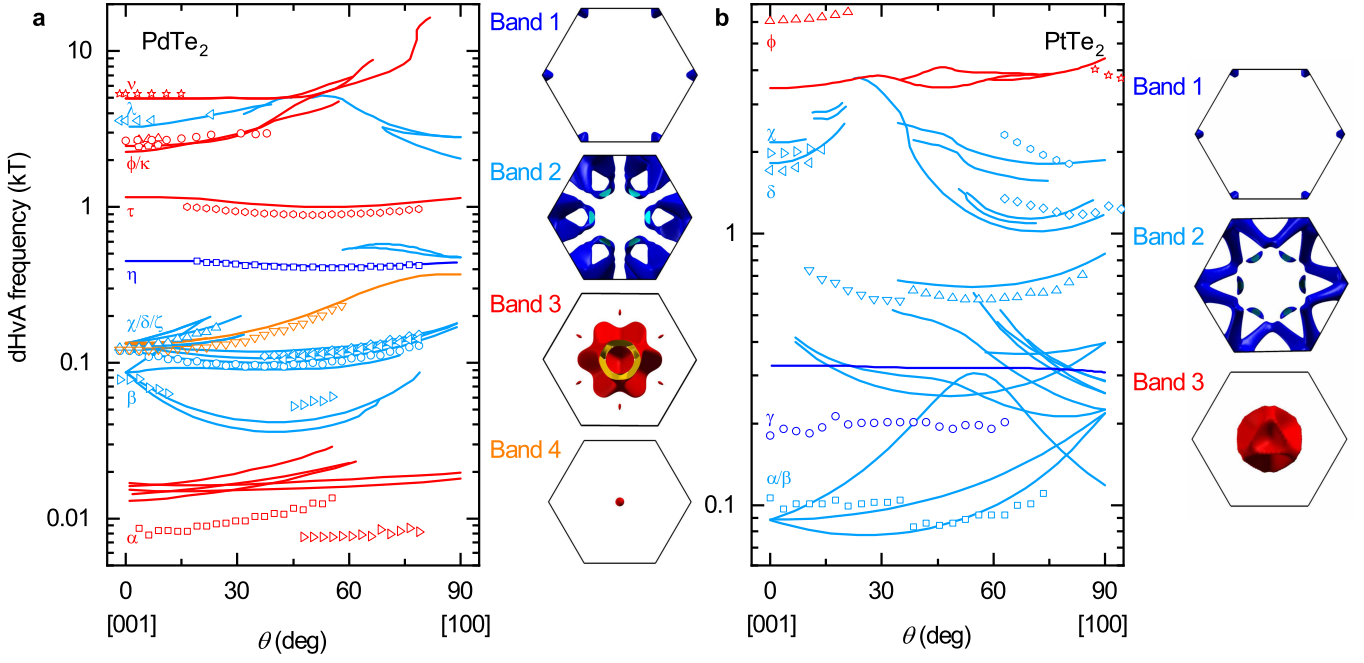 a
PdTe2
dHvA frequency (kT)
10
1
0.1
0.01
ν
λ
ϕ/κ
τ
η
χ/δ/ζ
β
α
0
30
60
90
[001]
θ (deg)
[100]
Band 1
Band 2
Band 3
Band 4
b
PtTe2
1
0.1
ϕ
χ
δ
γ
α/β
0
30
60
90
[001]
θ (deg)
[100]
Band 1
Band 2
Band 3